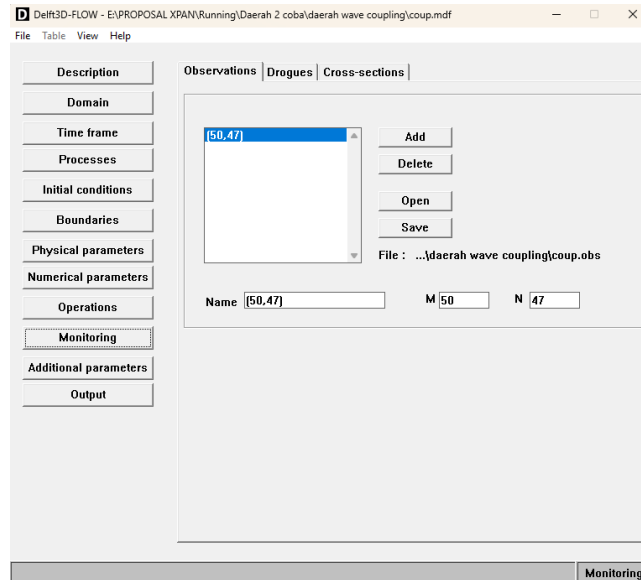 Delft3D-FLOW - E:\PROPOSAL XPAN\Running\Daerah 2 coba\daerah wave coupling\coup.mdf
File Table View Help
Description
Domain
Time frame
Processes
Initial conditions
Boundaries
Physical parameters
Numerical parameters
Operations
Monitoring
Additional parameters
Output
Observations Drogues Cross-sections
(50,47)
Add
Delete
Open
Save
File : ...\daerah wave coupling\coup.obs
Name (50,47) M 50 N 47
Monitoring